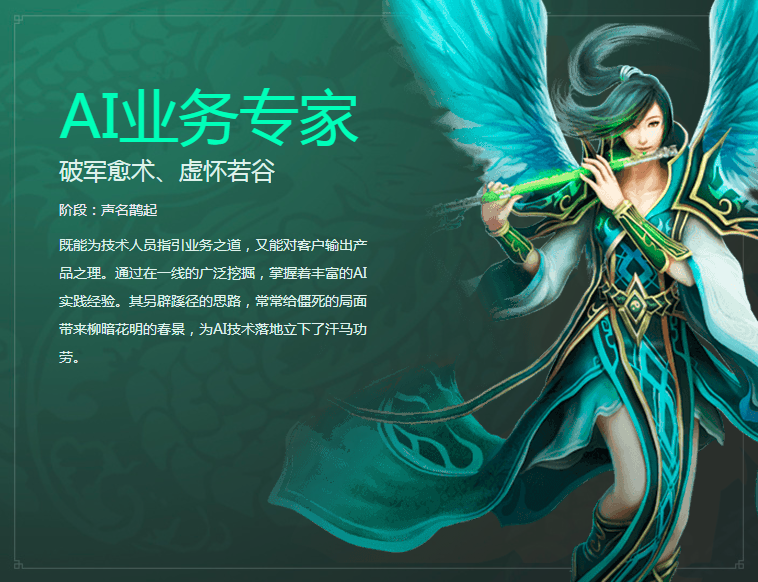 AI业务专家
破军愈术、虚怀若谷
阶段：声名鹊起
既能为技术人员指引业务之道，又能对客户输出产
品之理。通过在一线的广泛挖掘，掌握着丰富的AI
实践经验。其另辟蹊径的思路，常常给僵死的局面
带来柳暗花明的春景，为AI技术落地立下了汗马功
劳。